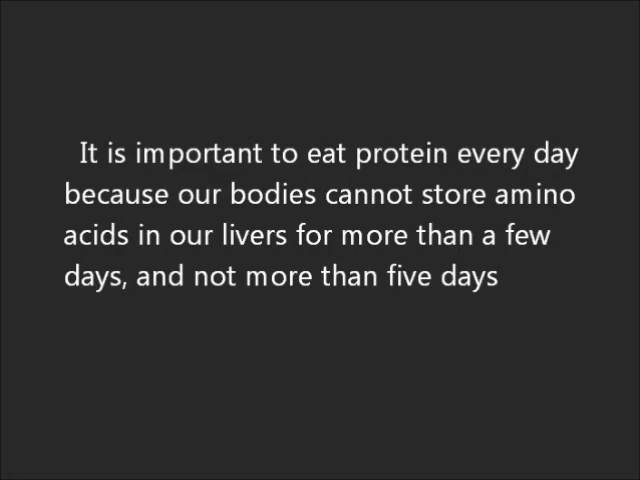 It is important to eat protein every day
because our bodies cannot store amino
acids in our livers for more than a few
days, and not more than five days